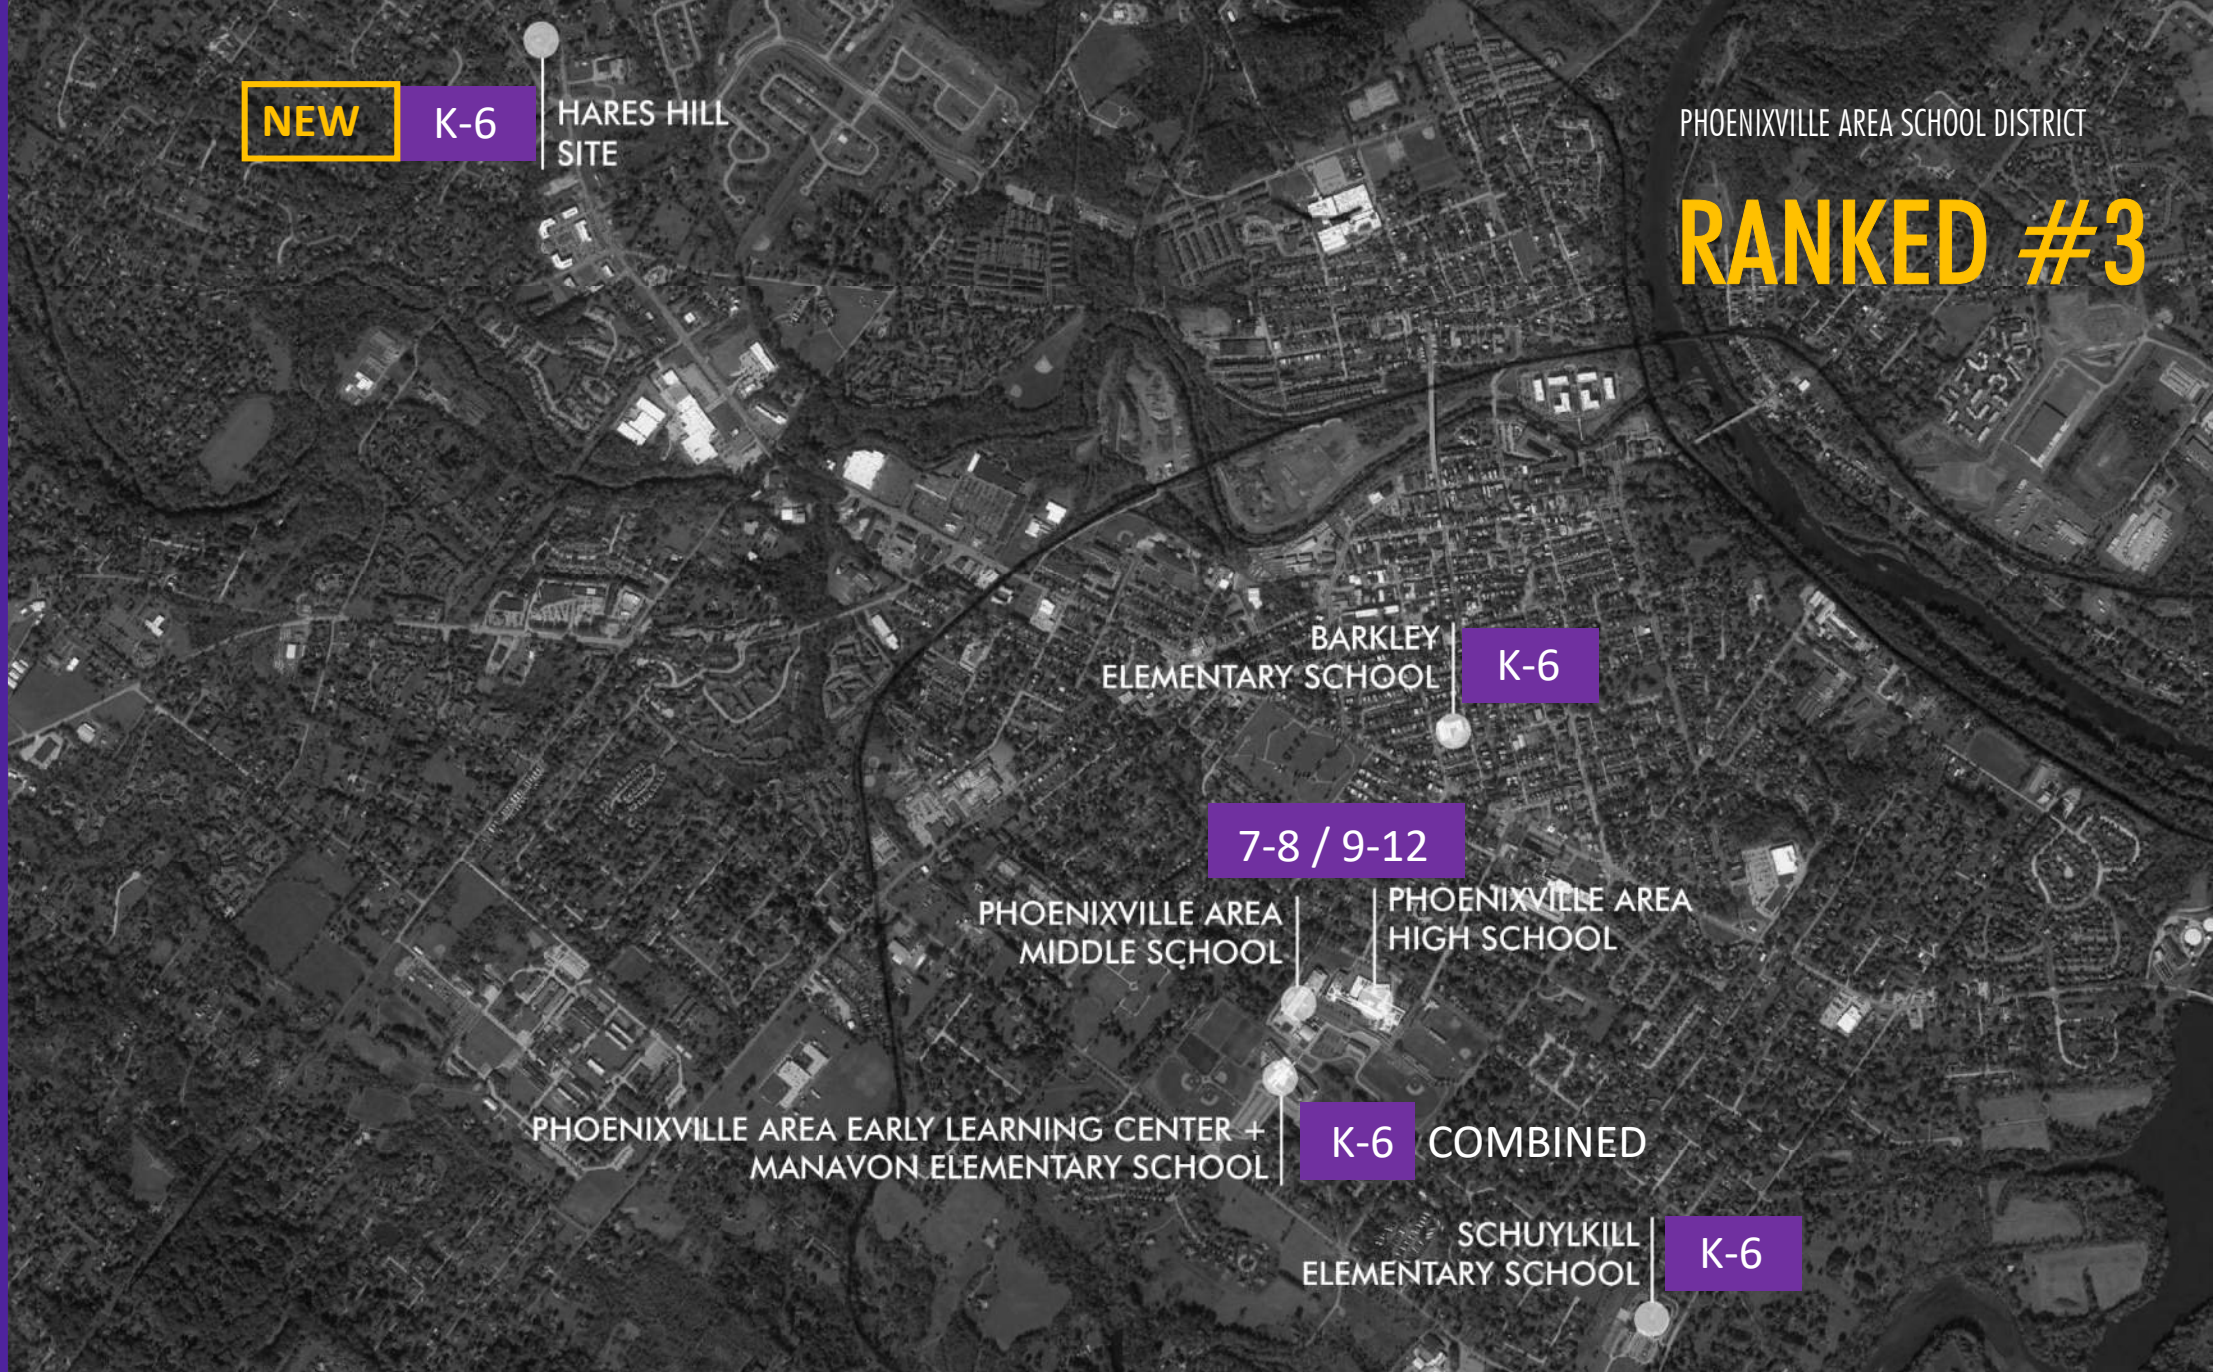 NEW
K-6
HARES HILL
SITE
PHOENIXVILLE AREA SCHOOL DISTRICT
RANKED #3
BARKLEY
ELEMENTARY SCHOOL
K-6
7-8 / 9-12
PHOENIXVILLE AREA
MIDDLE SCHOOL
PHOENIXVILLE AREA
HIGH SCHOOL
PHOENIXVILLE AREA EARLY LEARNING CENTER +
MANAVON ELEMENTARY SCHOOL
K-6 COMBINED
SCHUYLKILL
ELEMENTARY SCHOOL
K-6